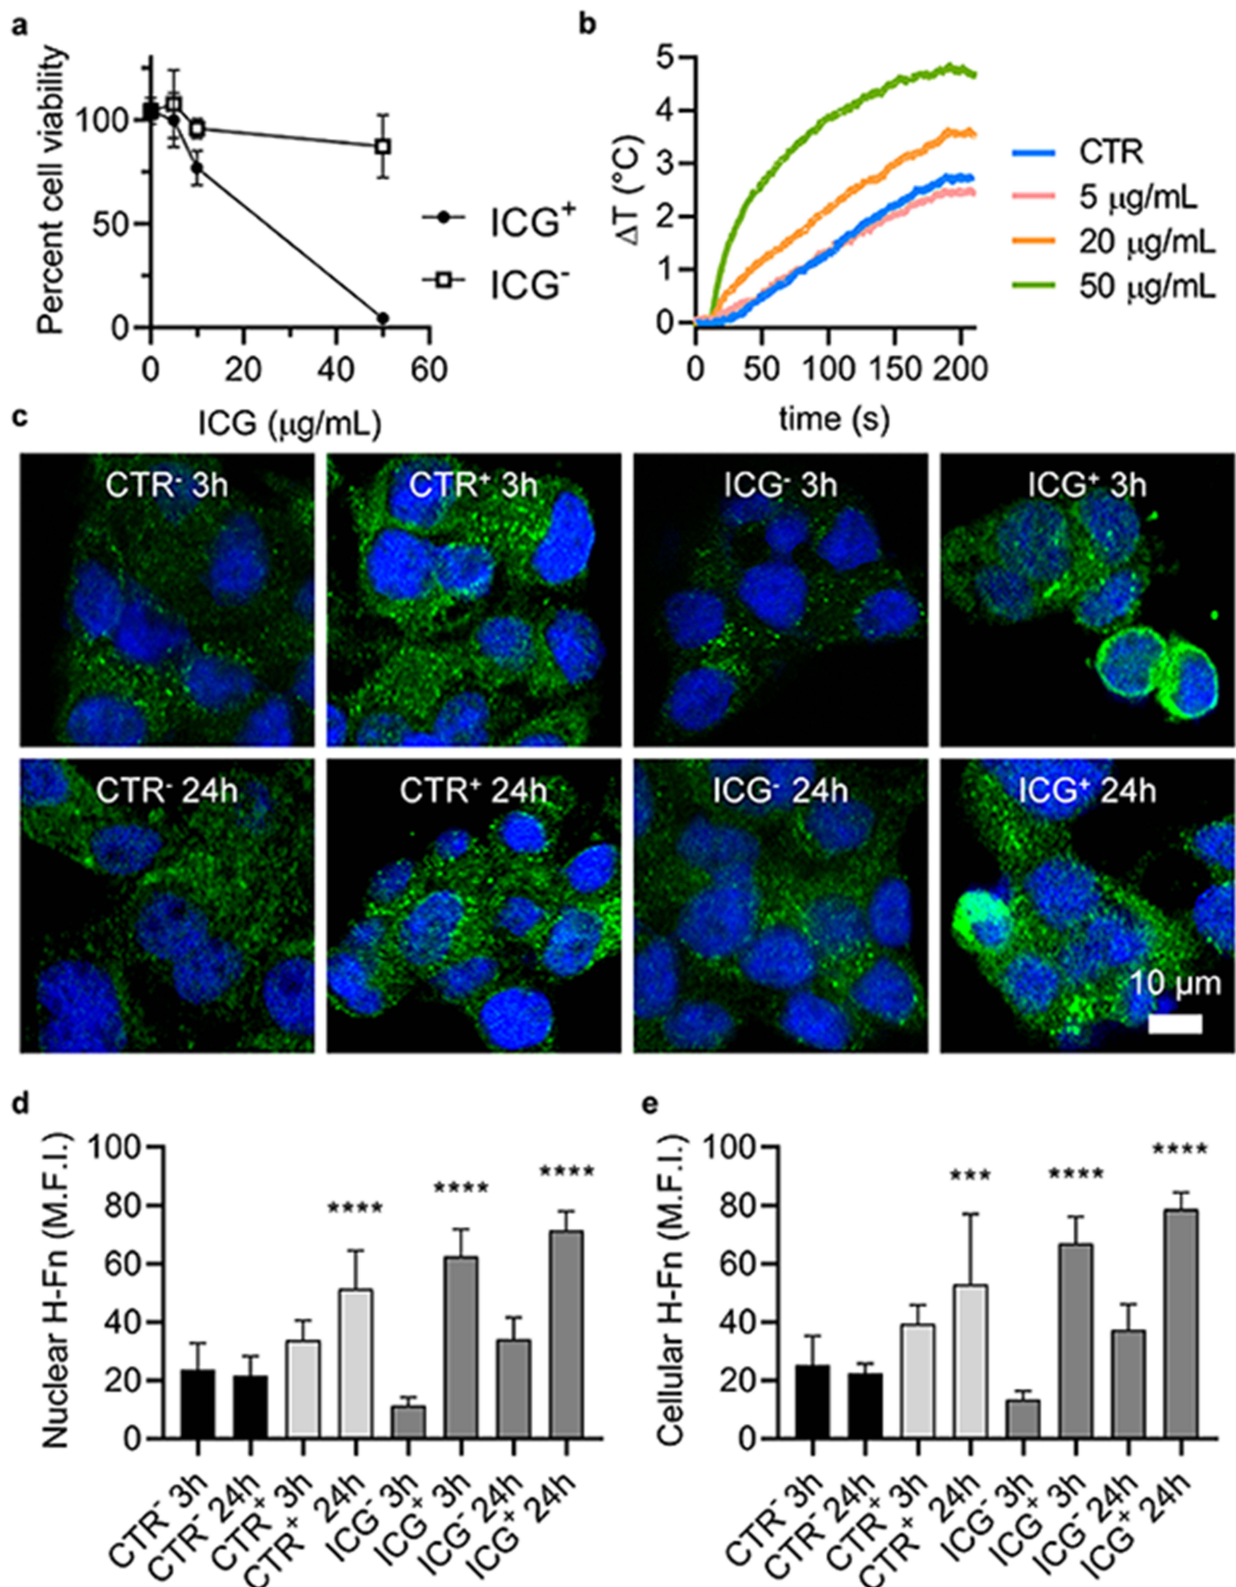 a
Percent cell viability
100
50
0
0 20 40 60
ICG (μg/mL)
ICG⁺
ICG⁻
b
ΔT (°C)
5
4
3
2
1
0
0 50 100 150 200
time (s)
CTR
5 μg/mL
20 μg/mL
50 μg/mL
c
CTR⁻ 3h
CTR⁺ 3h
ICG⁻ 3h
ICG⁺ 3h
CTR⁻ 24h
CTR⁺ 24h
ICG⁻ 24h
ICG⁺ 24h
10 μm
d
Nuclear H-Fn (M.F.I.)
100
80
60
40
20
0
****
****
****
CTR⁻ 3h
CTR⁻ 24h
CTR⁺ 3h
CTR⁺ 24h
ICG⁻ 3h
ICG⁺ 3h
ICG⁻ 24h
ICG⁺ 24h
e
Cellular H-Fn (M.F.I.)
100
80
60
40
20
0
***
****
****
CTR⁻ 3h
CTR⁻ 24h
CTR⁺ 3h
CTR⁺ 24h
ICG⁻ 3h
ICG⁺ 3h
ICG⁻ 24h
ICG⁺ 24h